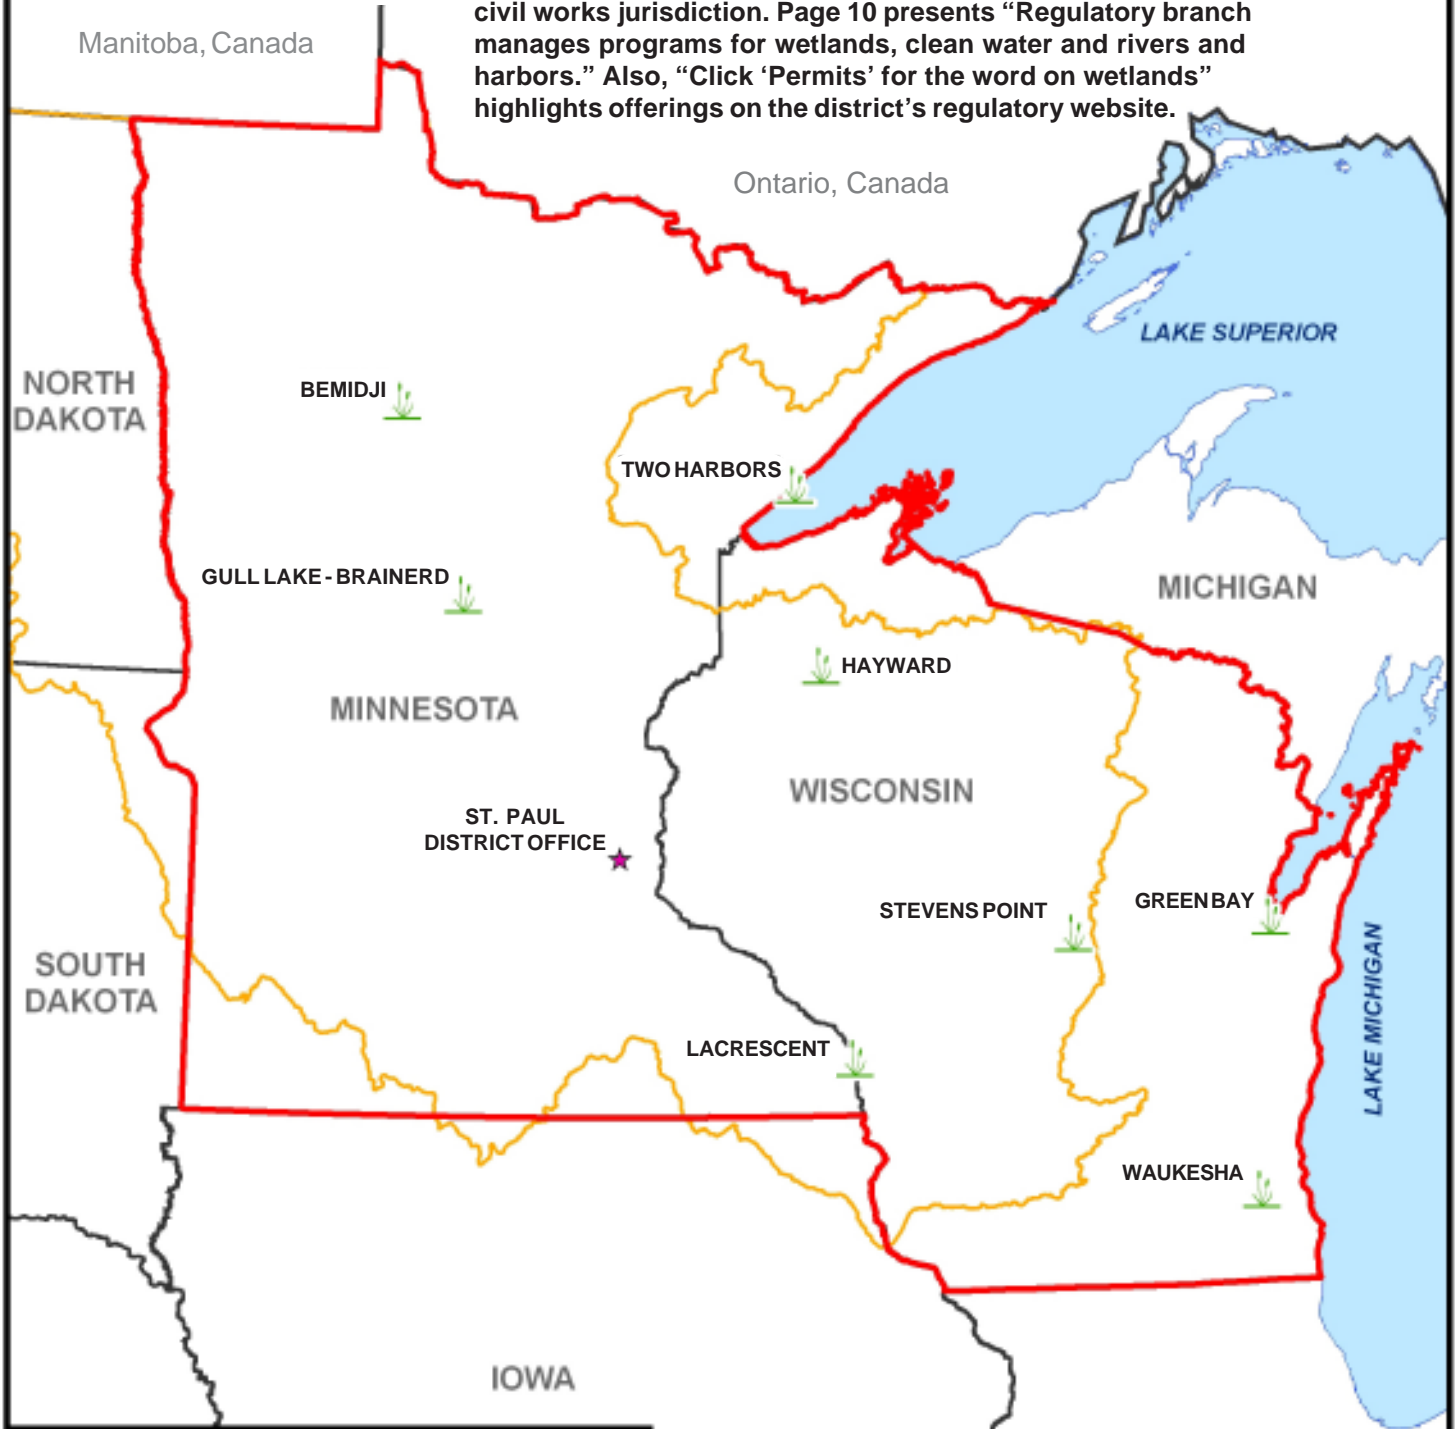 civil works jurisdiction. Page 10 presents “Regulatory branch
manages programs for wetlands, clean water and rivers and
harbors.” Also, “Click ‘Permits’ for the word on wetlands”
highlights offerings on the district’s regulatory website.
Manitoba, Canada
Ontario, Canada
LAKE SUPERIOR
NORTH
DAKOTA
BEMIDJI
TWO HARBORS
GULL LAKE - BRAINERD
MICHIGAN
HAYWARD
MINNESOTA
WISCONSIN
ST. PAUL
DISTRICT OFFICE
STEVENS POINT
GREEN BAY
SOUTH
DAKOTA
LAKE MICHIGAN
LACRESCENT
WAUKESHA
IOWA